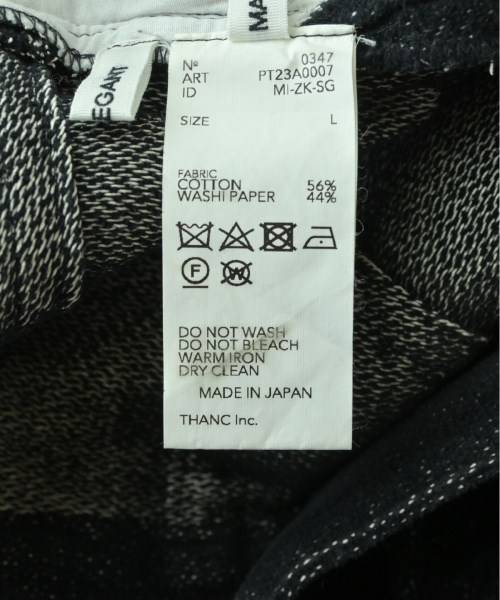 MA
EGANT
Nº 0347
ART PT23A0007
ID MI-ZK-SG
SIZE L
FABRIC
COTTON 56%
WASHI PAPER 44%
F W
DO NOT WASH
DO NOT BLEACH
WARM IRON
DRY CLEAN
MADE IN JAPAN
THANC Inc.